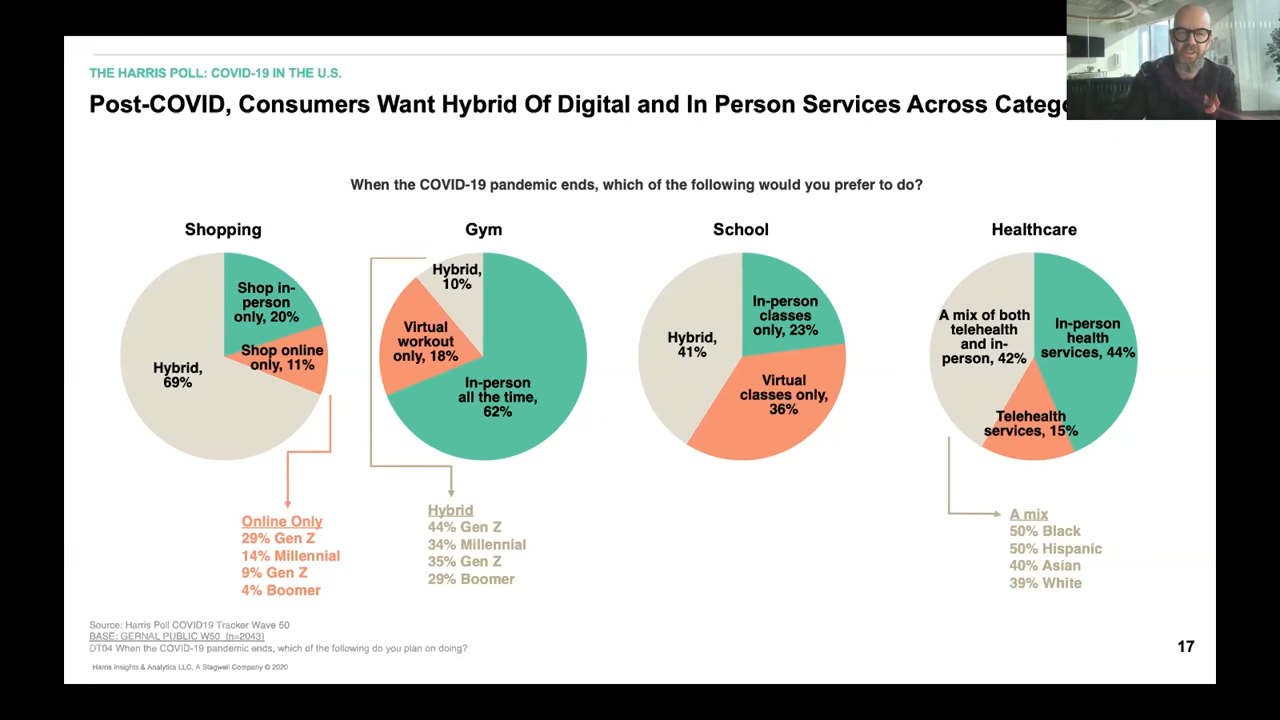 THE HARRIS POLL: COVID-19 IN THE U.S.
Post-COVID, Consumers Want Hybrid Of Digital and In Person Services Across
When the COVID-19 pandemic ends, which of the following would you prefer to do?
Shopping
Shop in-
person
only, 20%
Shop online
only, 11%
Hybrid,
69%
Online Only
29% Gen Z
14% Millennial
9% Gen Z
4% Boomer
Gym
Hybrid,
10%
Virtual
workout
only, 18%
In-person
all the time,
62%
Hybrid
44% Gen Z
34% Millennial
35% Gen Z
29% Boomer
School
In-person
classes
only, 23%
Hybrid,
41%
Virtual
classes only,
36%
Healthcare
A mix of both
telehealth
and in-
person, 42%
In-person
health
services, 44%
Telehealth
services, 15%
A mix
50% Black
50% Hispanic
40% Asian
39% White
Source: Harris Poll COVID19 Tracker Wave 50
BASE: GERNAL PUBLIC W50 (n=2043)
DT04 When the COVID-19 pandemic ends, which of the following do you plan on doing?
Harris Insights & Analytics LLC, A Stagwell Company © 2020
17